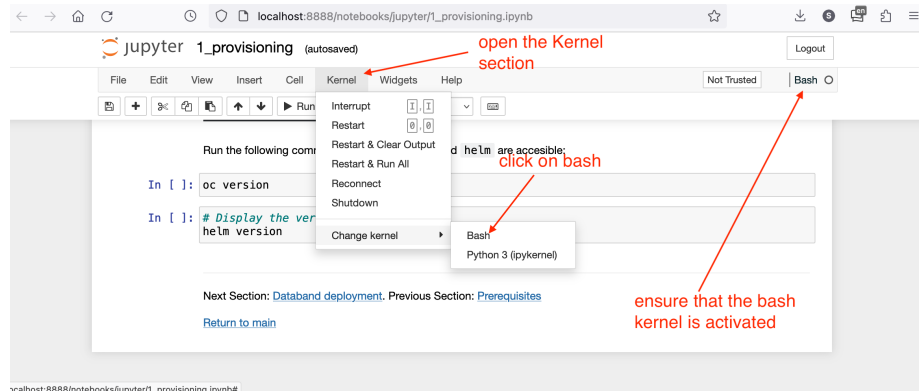 localhost:8888/notebooks/jupyter/1_provisioning.ipynb
S
en
jupyter 1_provisioning (autosaved)
open the Kernel
section
Logout
File Edit View Insert Cell Kernel Widgets Help
Not Trusted
Bash
Run
Interrupt I,I
Restart 0,0
Restart & Clear Output
Restart & Run All
Reconnect
Shutdown
Change kernel
Bash
Python 3 (ipykernel)
Run the following comm
d helm are accesible:
click on bash
In [ ]: oc version
In [ ]: # Display the ver
helm version
Next Section: Databand deployment. Previous Section: Prerequisites
Return to main
ensure that the bash
kernel is activated
ocalhost:8888/notebooks/jupyter/1_provisioning.ipynb#